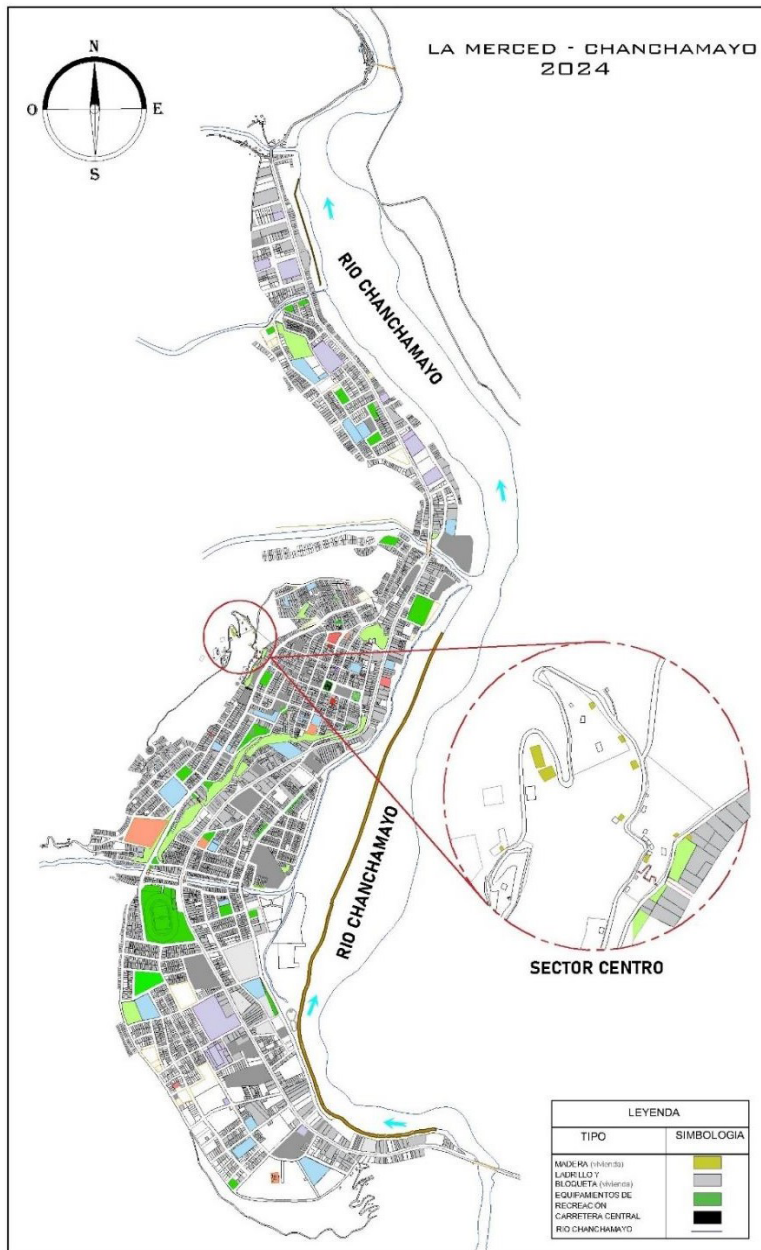 LA MERCED - CHANCHAMAYO
2024
N
O
E
S
RIO CHANCHAMAYO
RIO CHANCHAMAYO
SECTOR CENTRO
LEYENDA
TIPO
SIMBOLOGIA
MADERA (vivienda)
LADRILLO Y
BLOQUETA (vivienda)
EQUIPAMIENTOS DE
RECREACIÓN
CARRETERA CENTRAL
RIO CHANCHAMAYO